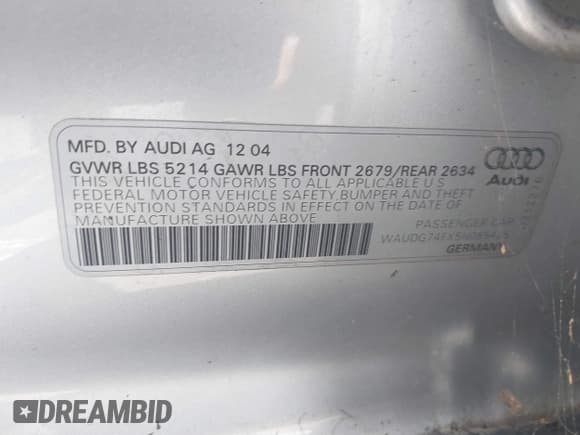 MFD. BY AUDI AG 12 04
GVWR LBS 5214 GAWR LBS FRONT 2679/REAR 2634
THIS VEHICLE CONFORMS TO ALL APPLICABLE U S
FEDERAL MOTOR VEHICLE SAFETY,BUMPER AND THEFT
PREVENTION STANDARDS IN EFFECT ON THE DATE OF
MANUFACTURE SHOWN ABOVE
Audi
PASSENGER CAR
GERMANY
DREAMBID